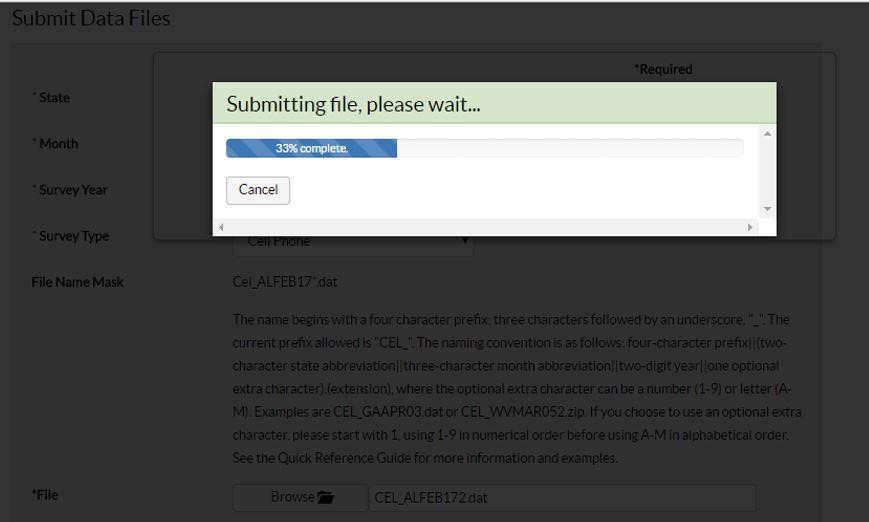 Submit Data Files
*Required
* State
Submitting file, please wait...
* Month
33% complete.
* Survey Year
Cancel
* Survey Type
Cell Phone
File Name Mask
Cel_ALFEB17*.dat
The name begins with a four character prefix; three characters followed by an underscore, "_". The
current prefix allowed is "CEL_". The naming convention is as follows: four-character prefix||(two-
character state abbreviation||three-character month abbreviation||two-digit year||one optional
extra character).(extension), where the optional extra character can be a number (1-9) or letter (A-
M). Examples are CEL_GAAPR03.dat or CEL_WVMAR052.zip. If you choose to use an optional extra
character, please start with 1, using 1-9 in numerical order before using A-M in alphabetical order.
See the Quick Reference Guide for more information and examples.
*File
Browse
CEL_ALFEB172.dat